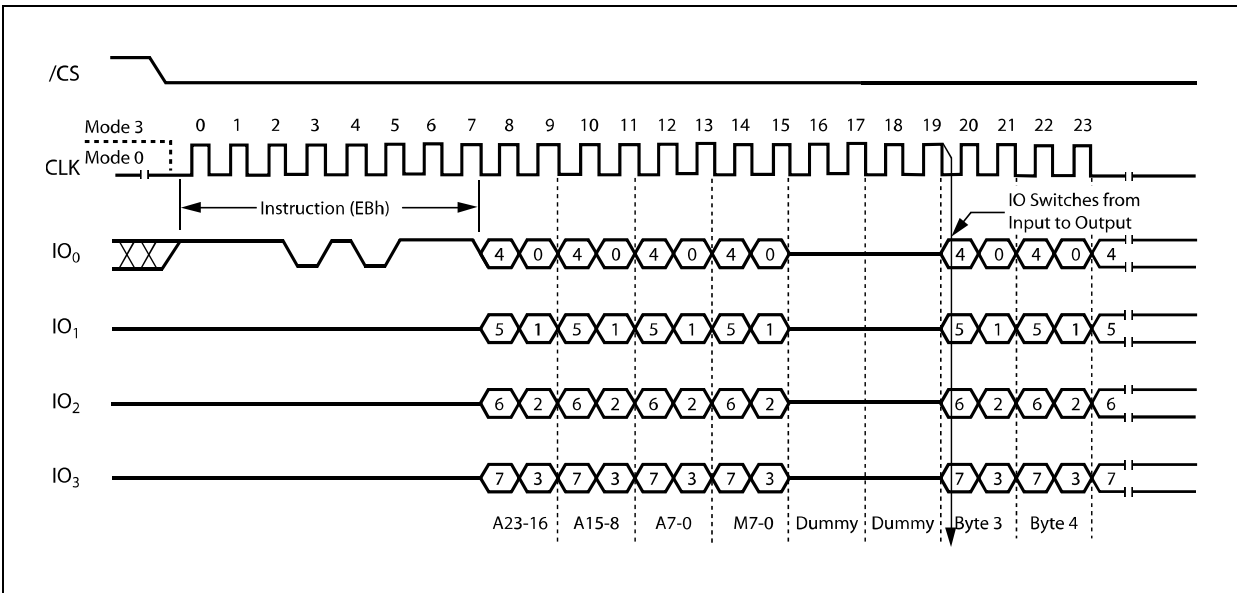 /CS
Mode 3
0 1 2 3 4 5 6 7 8 9 10 11 12 13 14 15 16 17 18 19 20 21 22 23
CLK
Mode 0
Instruction (EBh)
IO Switches from
Input to Output
IO0
4 0 4 0 4 0 4 0 4 0 4 0 4
IO1
5 1 5 1 5 1 5 1 5 1 5 1 5
IO2
6 2 6 2 6 2 6 2 6 2 6 2 6
IO3
7 3 7 3 7 3 7 3 7 3 7 3 7
A23-16 A15-8 A7-0 M7-0 Dummy Dummy Byte 3 Byte 4